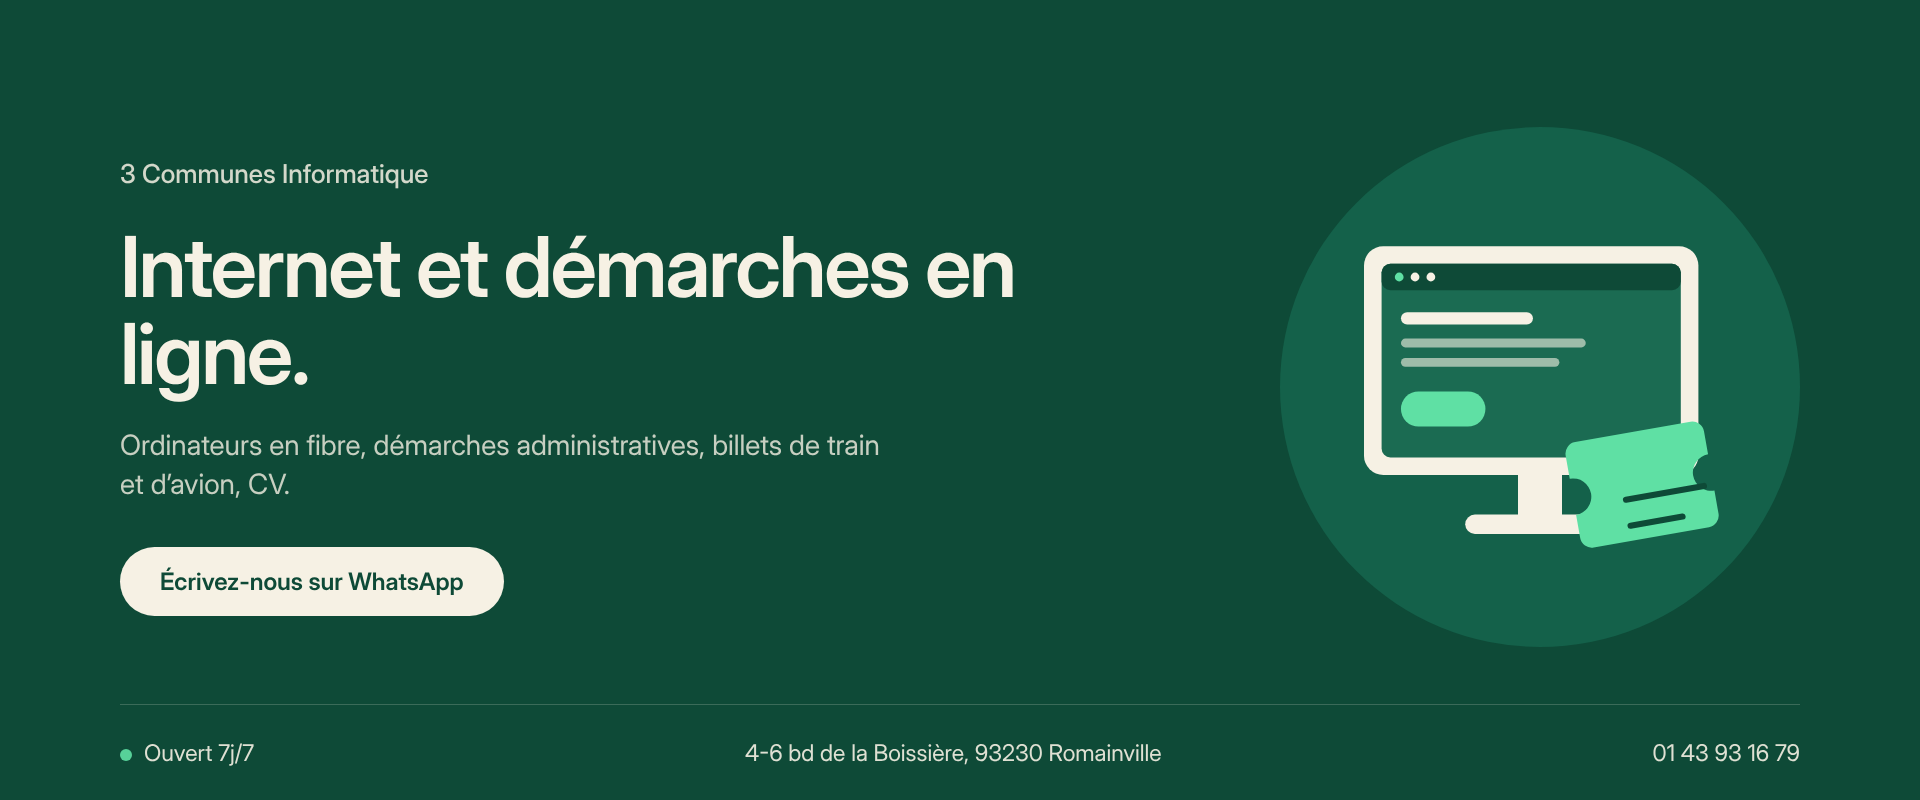 3 Communes Informatique
Internet et démarches en
ligne.
Ordinateurs en fibre, démarches administratives, billets de train
et d’avion, CV.
Écrivez-nous sur WhatsApp
Ouvert 7j/7
4-6 bd de la Boissière, 93230 Romainville
01 43 93 16 79